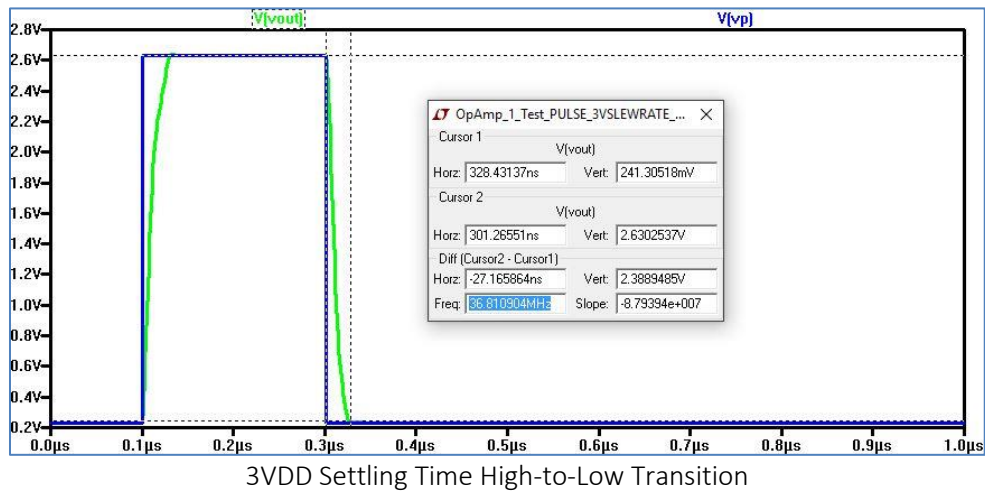 V(vout)
V(vp)
2.8V
2.6V
2.4V
2.2V
2.0V
1.8V
1.6V
1.4V
1.2V
1.0V
0.8V
0.6V
0.4V
0.2V
0.0µs
0.1µs
0.2µs
0.3µs
0.4µs
0.5µs
0.6µs
0.7µs
0.8µs
0.9µs
1.0µs
OpAmp_1_Test_PULSE_3VSLEWRATE_...
Cursor 1
V(vout)
Horz: 328.43137ns Vert: 241.30518mV
Cursor 2
V(vout)
Horz: 301.26551ns Vert: 2.6302537V
Diff (Cursor2 - Cursor1)
Horz: -27.165864ns Vert: 2.3889485V
Freq: 36.810904MHz Slope: -8.79394e+007
3VDD Settling Time High-to-Low Transition